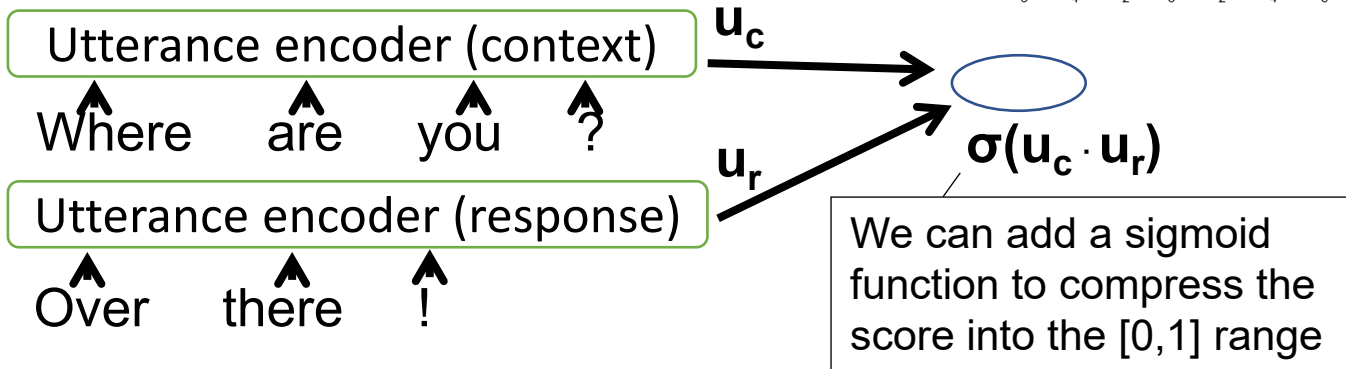 Utterance encoder (context)
u_c
Where are you ?
σ(u_c · u_r)
u_r
Utterance encoder (response)
Over there !
We can add a sigmoid
function to compress the
score into the [0,1] range